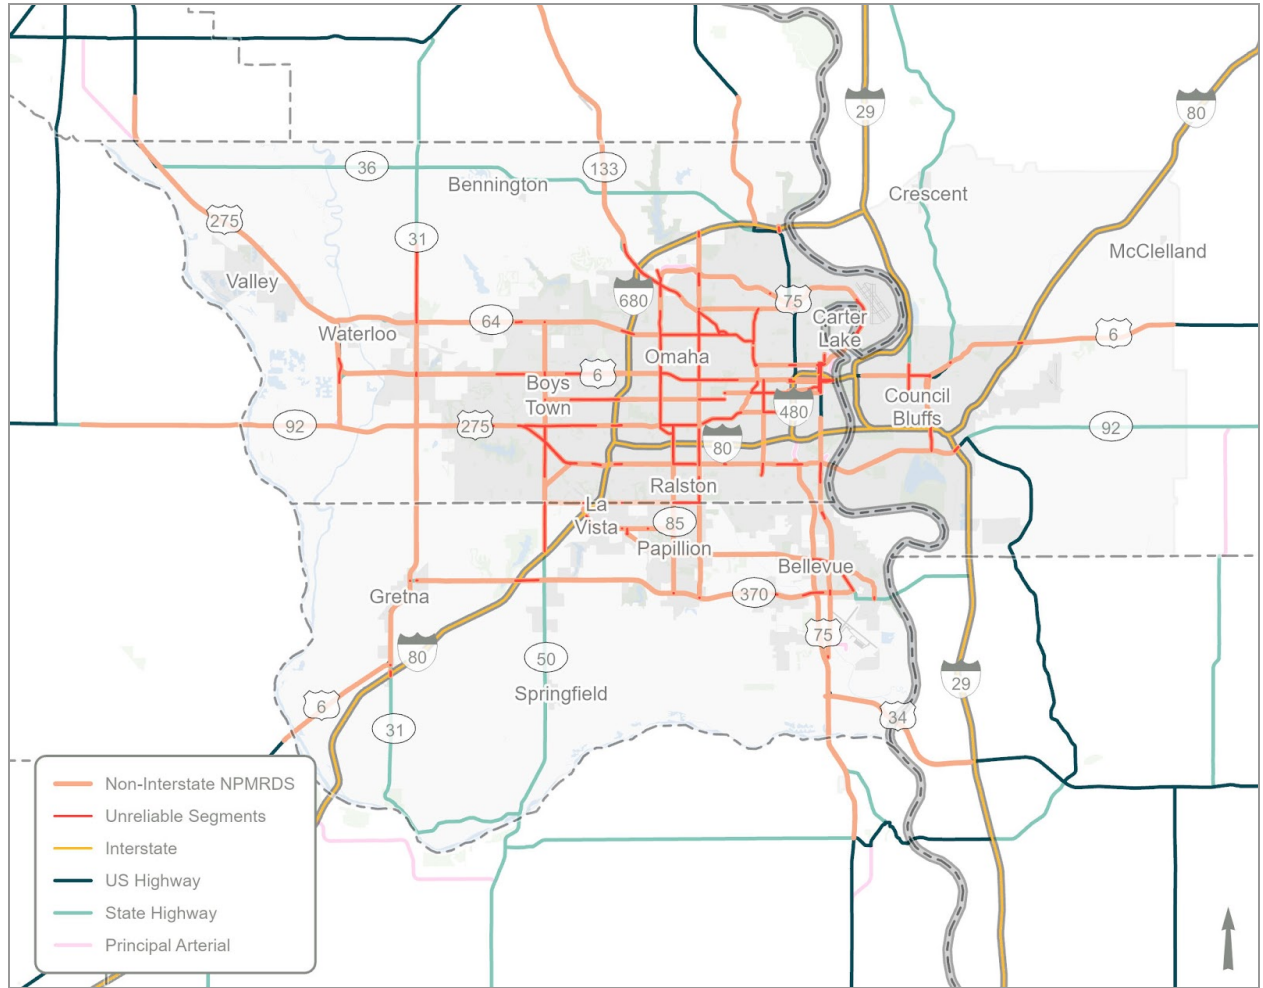 29
80
36
133
Bennington
Crescent
275
31
McClelland
Valley
680
75
Carter
Lake
64
Waterloo
6
Omaha
6
Boys
Town
480
Council
Bluffs
92
275
92
80
Ralston
La
Vista
85
Papillion
Bellevue
Gretna
370
75
80
50
29
Springfield
6
34
31
Non-Interstate NPMRDS
Unreliable Segments
Interstate
US Highway
State Highway
Principal Arterial